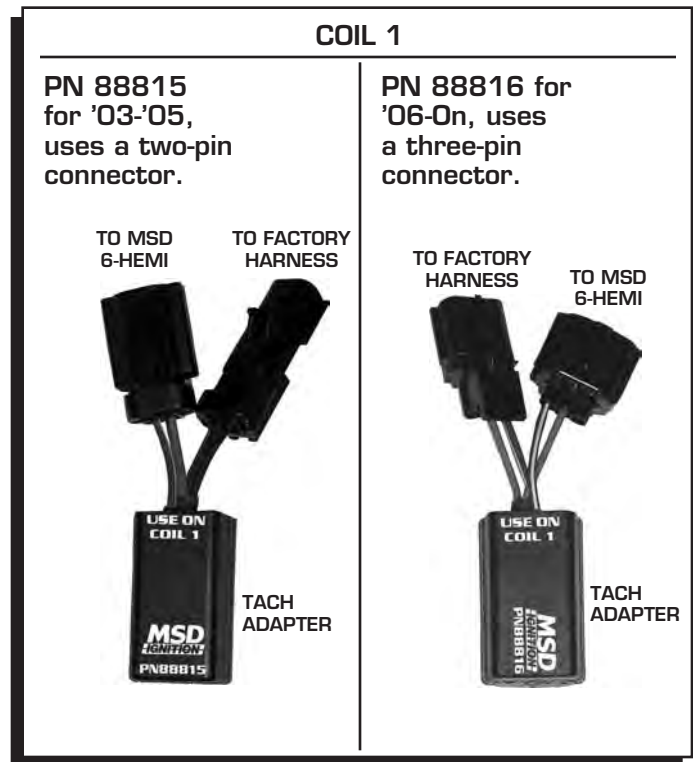 COIL 1
PN 88815
for '03-'05,
uses a two-pin
connector.
TO MSD
6-HEMI
TO FACTORY
HARNESS
USE ON
COIL 1
MSD
IGNITION
PN88815
TACH
ADAPTER
PN 88816 for
'06-On, uses
a three-pin
connector.
TO FACTORY
HARNESS
TO MSD
6-HEMI
USE ON
COIL 1
MSD
IGNITION
PN88816
TACH
ADAPTER